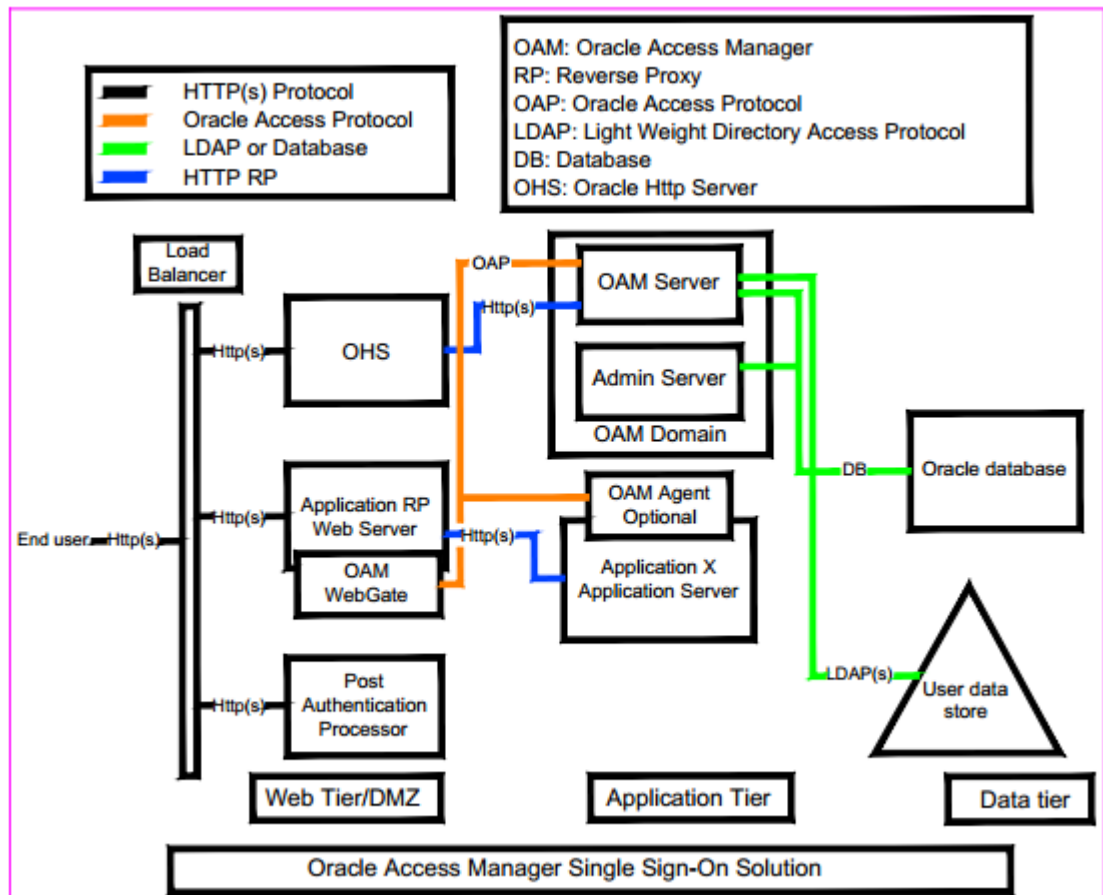 HTTP(s) Protocol
Oracle Access Protocol
LDAP or Database
HTTP RP
OAM: Oracle Access Manager
RP: Reverse Proxy
OAP: Oracle Access Protocol
LDAP: Light Weight Directory Access Protocol
DB: Database
OHS: Oracle Http Server
Load
Balancer
End user
Http(s)
Http(s)
OHS
Http(s)
Application RP
Web Server
OAM
WebGate
Http(s)
Post
Authentication
Processor
OAP
Http(s)
OAM Server
Admin Server
OAM Domain
OAM Agent
Optional
Http(s)
Application X
Application Server
DB
Oracle database
LDAP(s)
User data
store
Web Tier/DMZ
Application Tier
Data tier
Oracle Access Manager Single Sign-On Solution